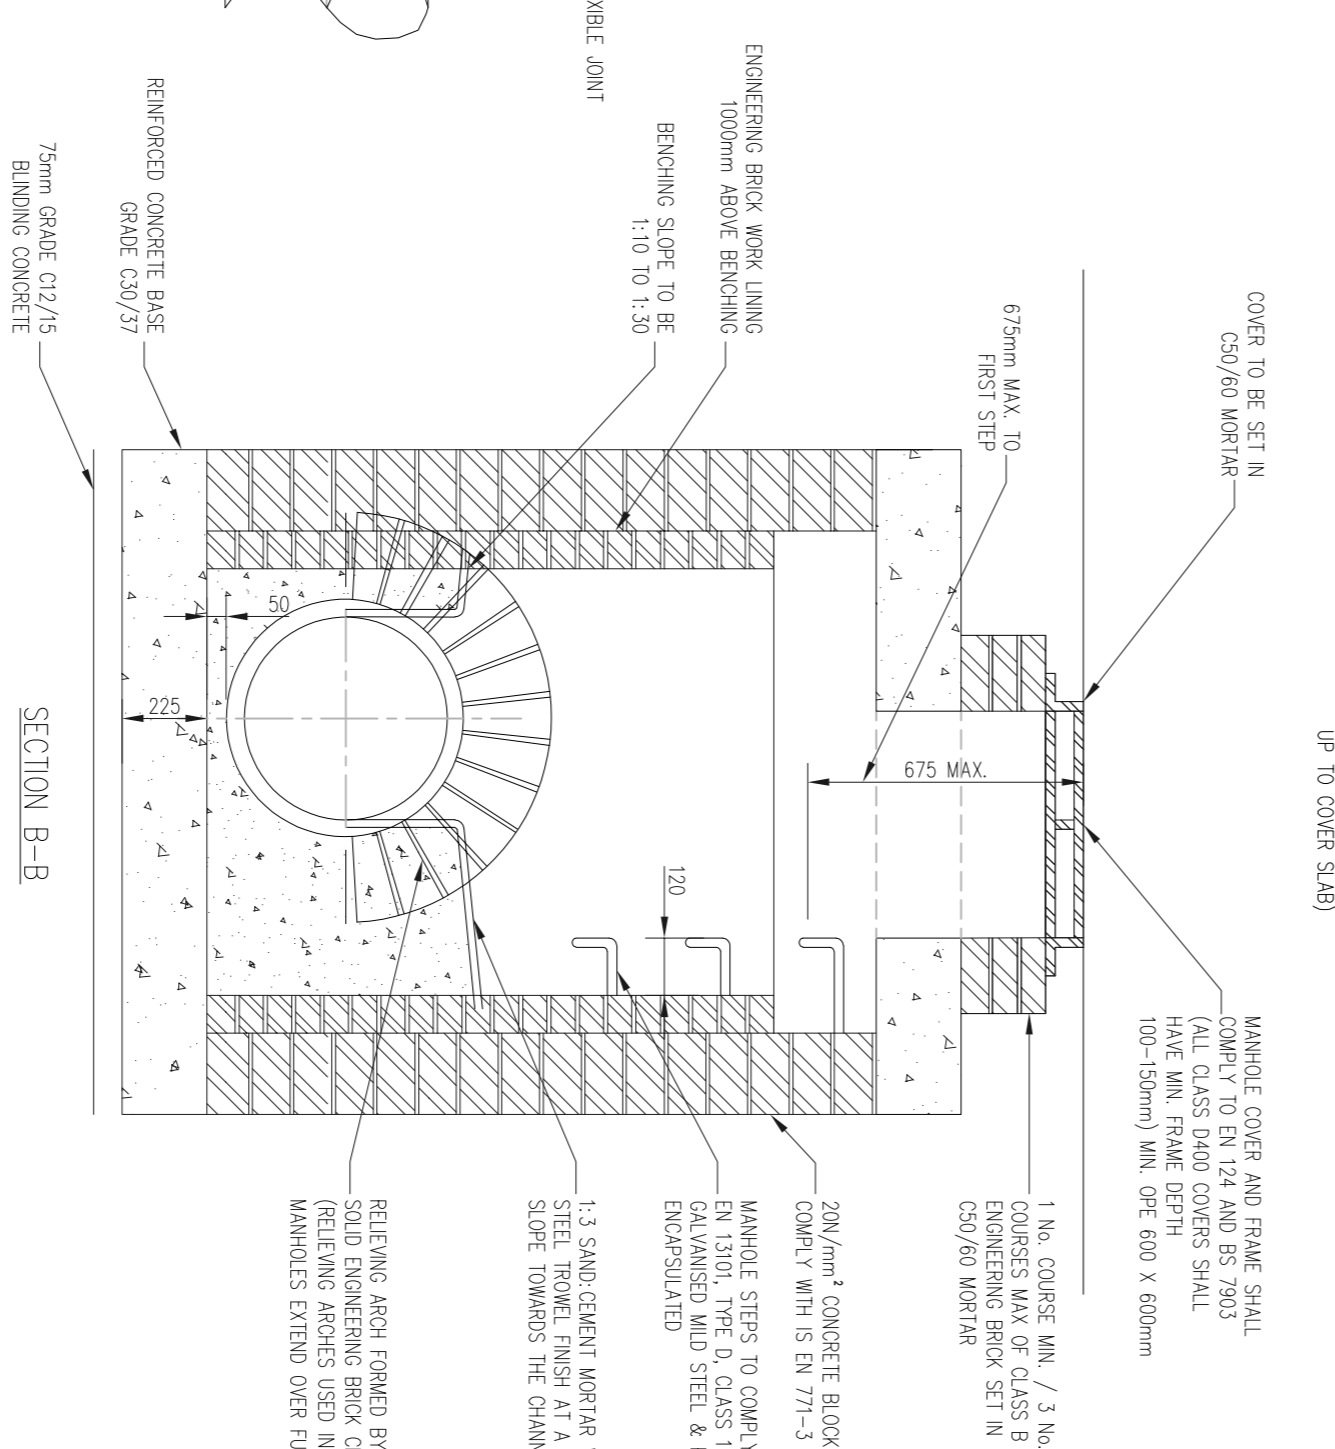 UP TO COVER SLAB)
COVER TO BE SET IN
C50/60 MORTAR
MANHOLE COVER AND FRAME SHALL
COMPLY TO EN 124 AND BS 7903
(ALL CLASS D400 COVERS SHALL
HAVE MIN. FRAME DEPTH
100-150mm) MIN. OPE 600 X 600mm
675mm MAX. TO
FIRST STEP
675 MAX.
1 No. COURSE MIN. / 3 No.
COURSES MAX OF CLASS B
ENGINEERING BRICK SET IN
C50/60 MORTAR
ENGINEERING BRICK WORK LINING
1000mm ABOVE BENCHING
20N/mm² CONCRETE BLOCK
COMPLY WITH IS EN 771-3
BENCHING SLOPE TO BE
1:10 TO 1:30
120
MANHOLE STEPS TO COMPLY
EN 13101, TYPE D, CLASS 1
GALVANISED MILD STEEL &
ENCAPSULATED
XIBLE JOINT
1:3 SAND:CEMENT MORTAR
STEEL TROWEL FINISH AT A
SLOPE TOWARDS THE CHANN
50
225
REINFORCED CONCRETE BASE
GRADE C30/37
RELIEVING ARCH FORMED BY
SOLID ENGINEERING BRICK
(RELIEVING ARCHES USED IN
MANHOLES EXTEND OVER FU
75mm GRADE C12/15
BLINDING CONCRETE
SECTION B-B